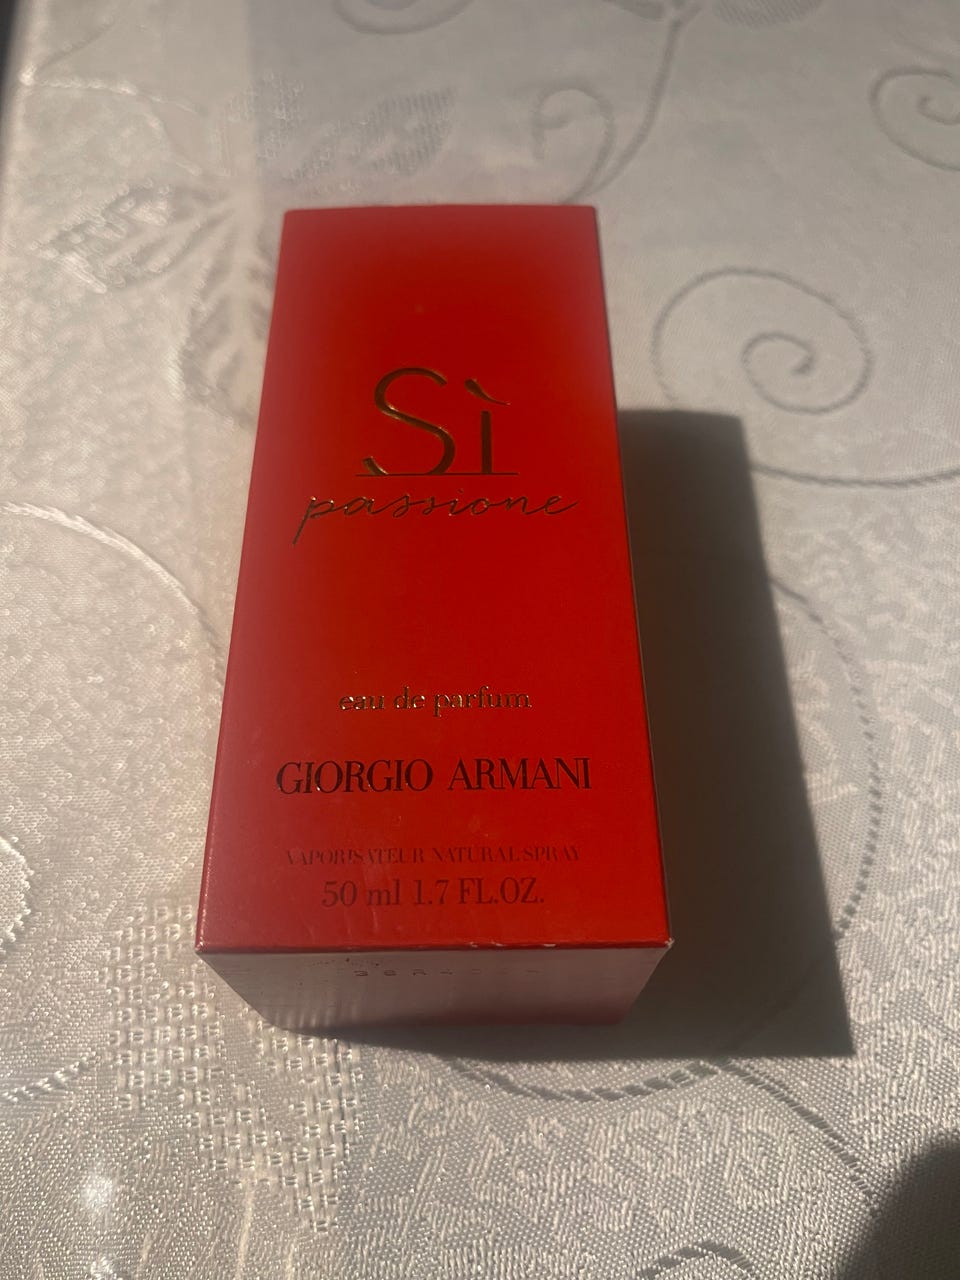 Sì
passione
eau de parfum
GIORGIO ARMANI
VAPORISATEUR NATURAL SPRAY
50 ml 1.7 FL.OZ.